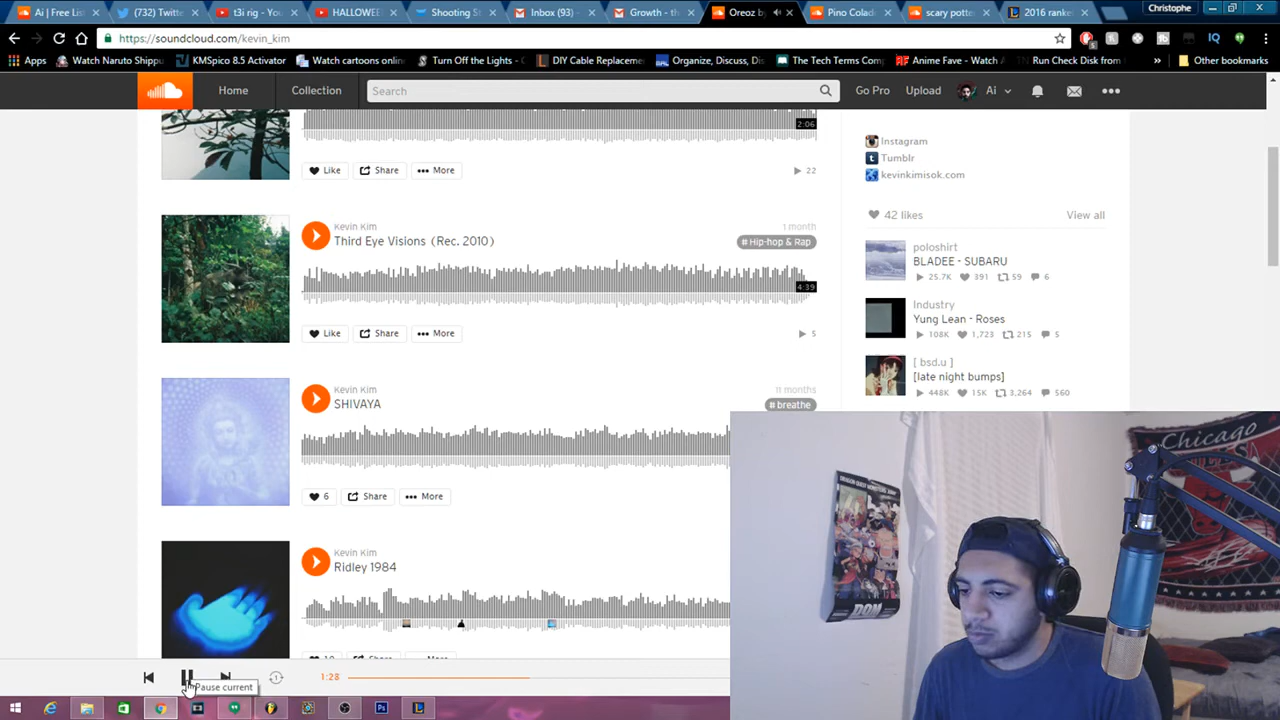 Ai | Free List
(732) Twitte
t3i rig - You
HALLOWEE
Shooting St
Inbox (93)
Growth - th
Oreoz by
Pino Colad
scary potte
2016 ranke
Christophe
https://soundcloud.com/kevin_kim
Apps
Watch Naruto Shippu
KMSpico 8.5 Activator
Watch cartoons onlin
Turn Off the Lights -
DIY Cable Replaceme
Organize, Discuss, Di
The Tech Terms Comp
Anime Fave - Watch A
Run Check Disk from
»
Other bookmarks
Home
Collection
Search
Go Pro
Upload
Ai
2:06
Like
Share
More
22
Kevin Kim
1 month
Third Eye Visions (Rec. 2010)
# Hip-hop & Rap
4:39
Like
Share
More
5
Kevin Kim
11 months
SHIVAYA
# breathe
6
Share
More
Kevin Kim
Ridley 1984
Instagram
Tumblr
kevinkimisok.com
42 likes
View all
poloshirt
BLADEE - SUBARU
25.7K 391 59 6
Industry
Yung Lean - Roses
108K 1,723 215 5
[ bsd.u ]
[late night bumps]
448K 15K 3,264 560
1
1:28
Pause current
Chicago
DQM